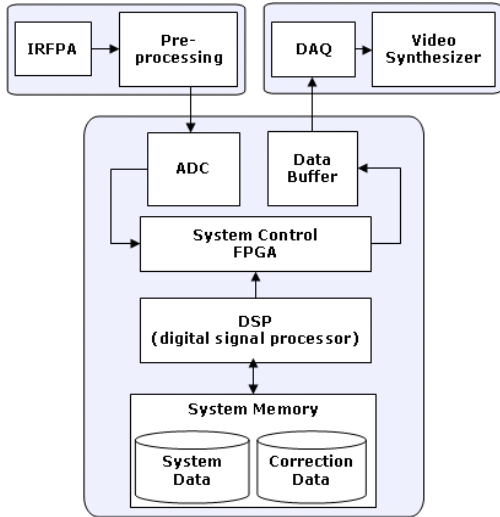 IRFPA
Pre-
processing
DAQ
Video
Synthesizer
ADC
Data
Buffer
System Control
FPGA
DSP
(digital signal processor)
System Memory
System
Data
Correction
Data